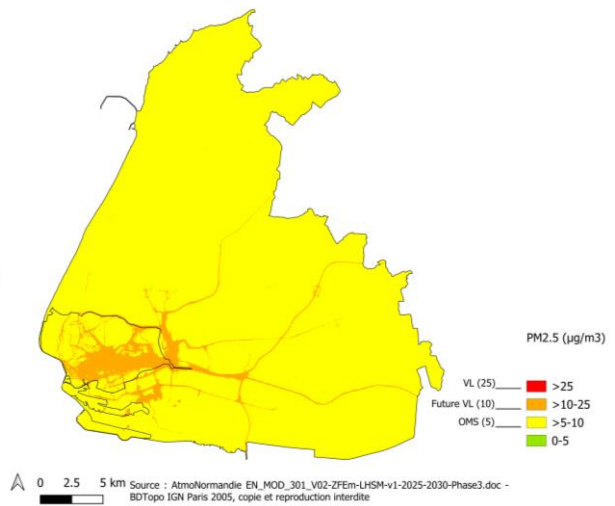 PM2.5 (µg/m3)
VL (25) >25
Future VL (10) >10-25
OMS (5) >5-10
0-5
0 2.5 5 km Source : AtmoNormandie EN_MOD_301_V02-ZFEm-LHSM-v1-2025-2030-Phase3.doc -
BDTopo IGN Paris 2005, copie et reproduction interdite